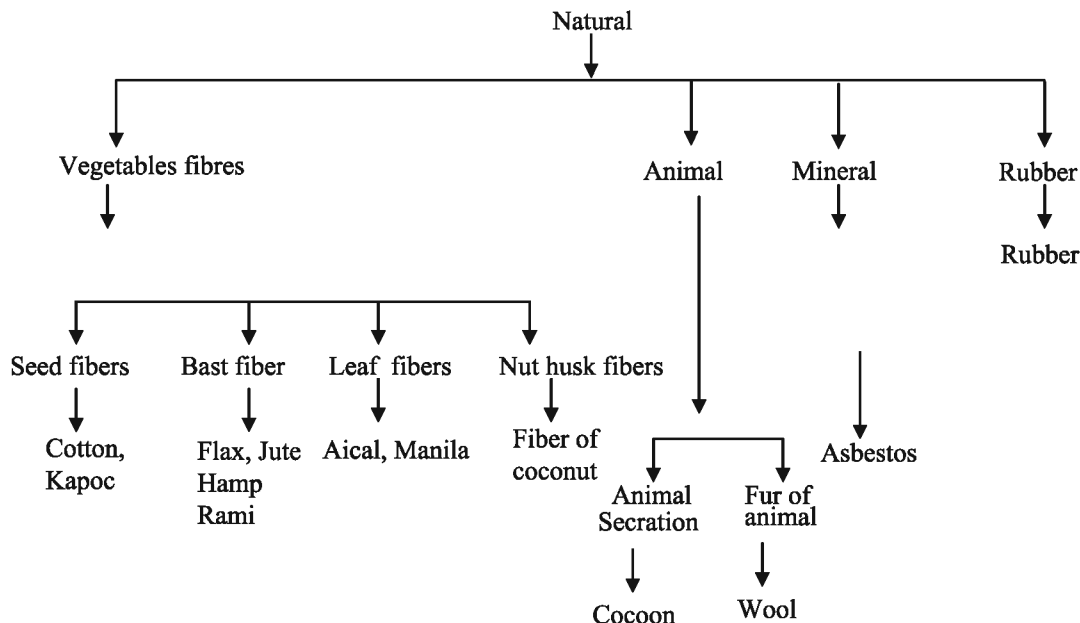 Natural
Vegetables fibres
Animal
Mineral
Rubber
Rubber
Seed fibers
Bast fiber
Leaf fibers
Nut husk fibers
Cotton,
Kapoc
Flax, Jute
Hamp
Rami
Aical, Manila
Fiber of
coconut
Asbestos
Animal
Secration
Fur of
animal
Cocoon
Wool